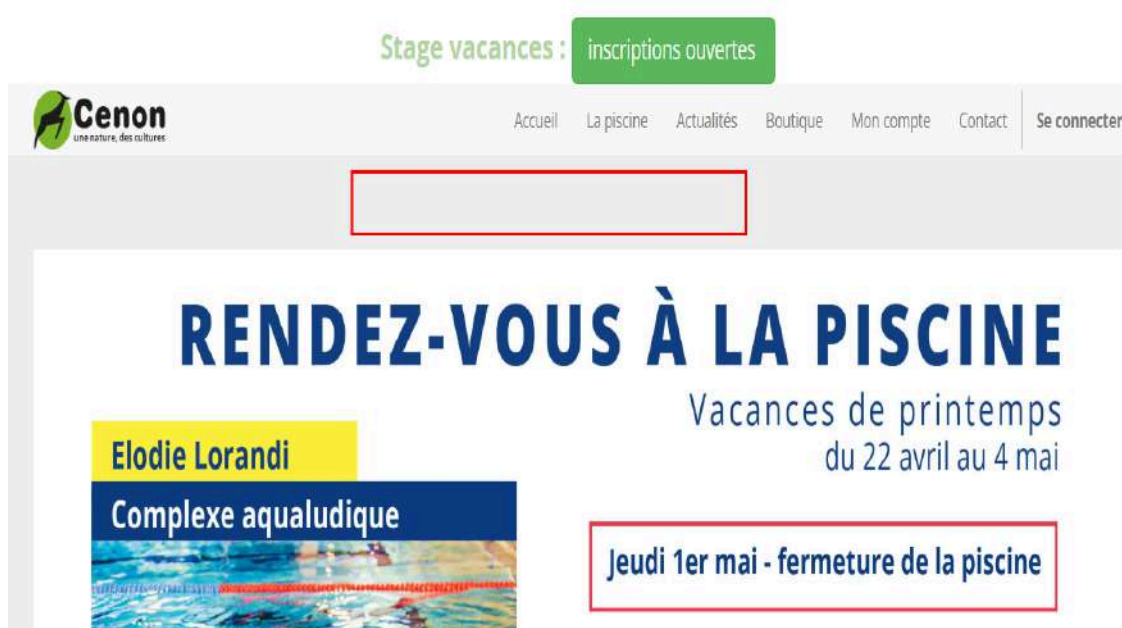 Stage vacances : inscriptions ouvertes
Cenon
une nature, des cultures
Accueil La piscine Actualités Boutique Mon compte Contact Se connecter
RENDEZ-VOUS À LA PISCINE
Vacances de printemps
du 22 avril au 4 mai
Elodie Lorandi
Complexe aqualudique
Jeudi 1er mai - fermeture de la piscine